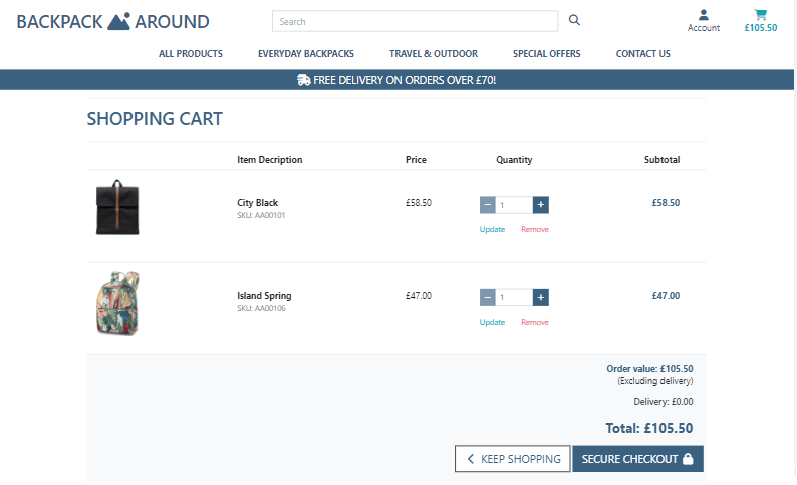 BACKPACK AROUND
Search
Account
£105.50
ALL PRODUCTS EVERYDAY BACKPACKS TRAVEL & OUTDOOR SPECIAL OFFERS CONTACT US
FREE DELIVERY ON ORDERS OVER £70!
SHOPPING CART
Item Decription Price Quantity Subtotal
City Black £58.50 − 1 + £58.50
SKU: AA00101
Update Remove
Island Spring £47.00 − 1 + £47.00
SKU: AA00106
Update Remove
Order value: £105.50
(Excluding delivery)
Delivery: £0.00
Total: £105.50
KEEP SHOPPING SECURE CHECKOUT